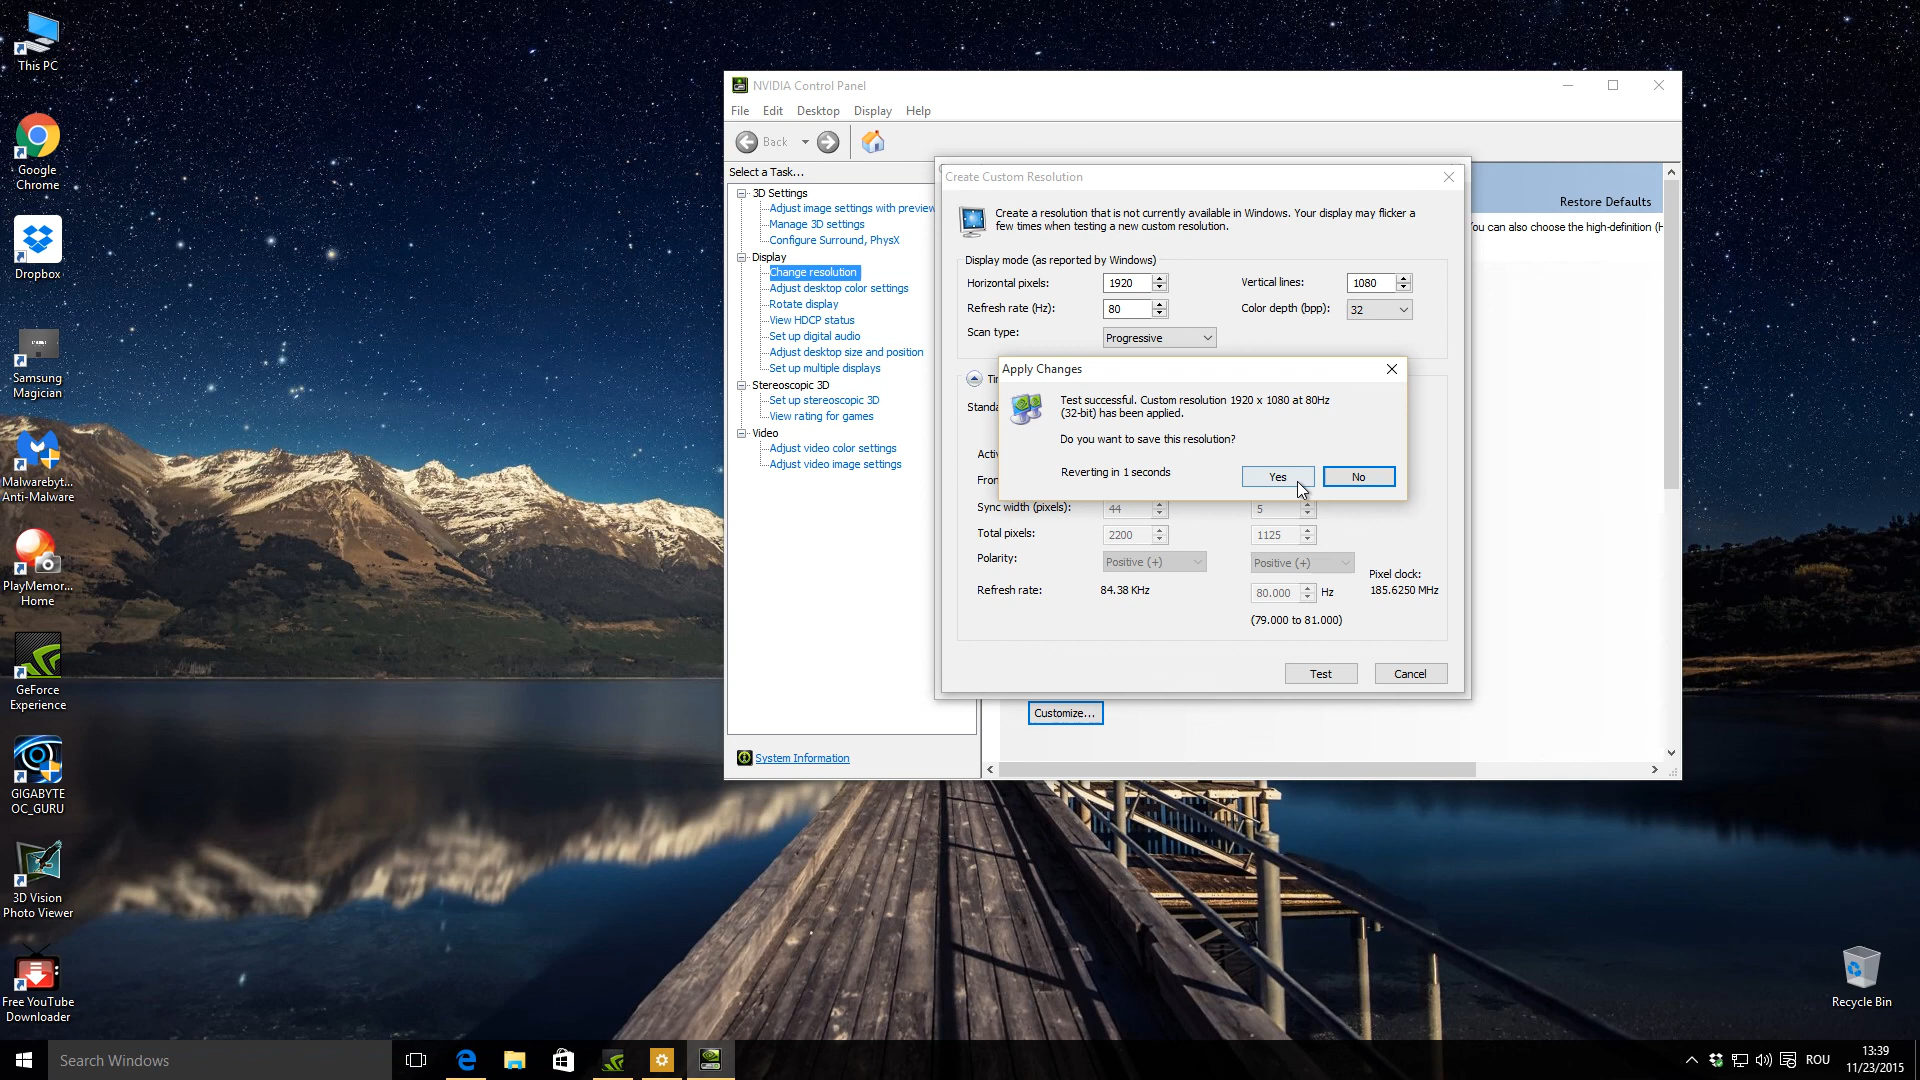 This PC
Google
Chrome
Dropbox
Samsung
Magician
Malwarebyt...
Anti-Malware
PlayMemor...
Home
GeForce
Experience
GIGABYTE
OC_GURU
3D Vision
Photo Viewer
Free YouTube
Downloader
NVIDIA Control Panel
File Edit Desktop Display Help
Back
Select a Task...
3D Settings
Adjust image settings with preview
Manage 3D settings
Configure Surround, PhysX
Display
Change resolution
Adjust desktop color settings
Rotate display
View HDCP status
Set up digital audio
Adjust desktop size and position
Set up multiple displays
Stereoscopic 3D
Set up stereoscopic 3D
View rating for games
Video
Adjust video color settings
Adjust video image settings
System Information
Restore Defaults
You can also choose the high-definition (H
Create Custom Resolution
Create a resolution that is not currently available in Windows. Your display may flicker a
few times when testing a new custom resolution.
Display mode (as reported by Windows)
Horizontal pixels: 1920 Vertical lines: 1080
Refresh rate (Hz): 80 Color depth (bpp): 32
Scan type: Progressive
Tir
Standa
Activ
Fron
Apply Changes
Test successful. Custom resolution 1920 x 1080 at 80Hz
(32-bit) has been applied.
Do you want to save this resolution?
Reverting in 1 seconds
Yes No
Sync width (pixels): 44 5
Total pixels: 2200 1125
Polarity: Positive (+) Positive (+)
Pixel clock:
Refresh rate: 84.38 KHz 80.000 Hz 185.6250 MHz
(79.000 to 81.000)
Test Cancel
Customize...
Recycle Bin
Search Windows
ROU
13:39
11/23/2015